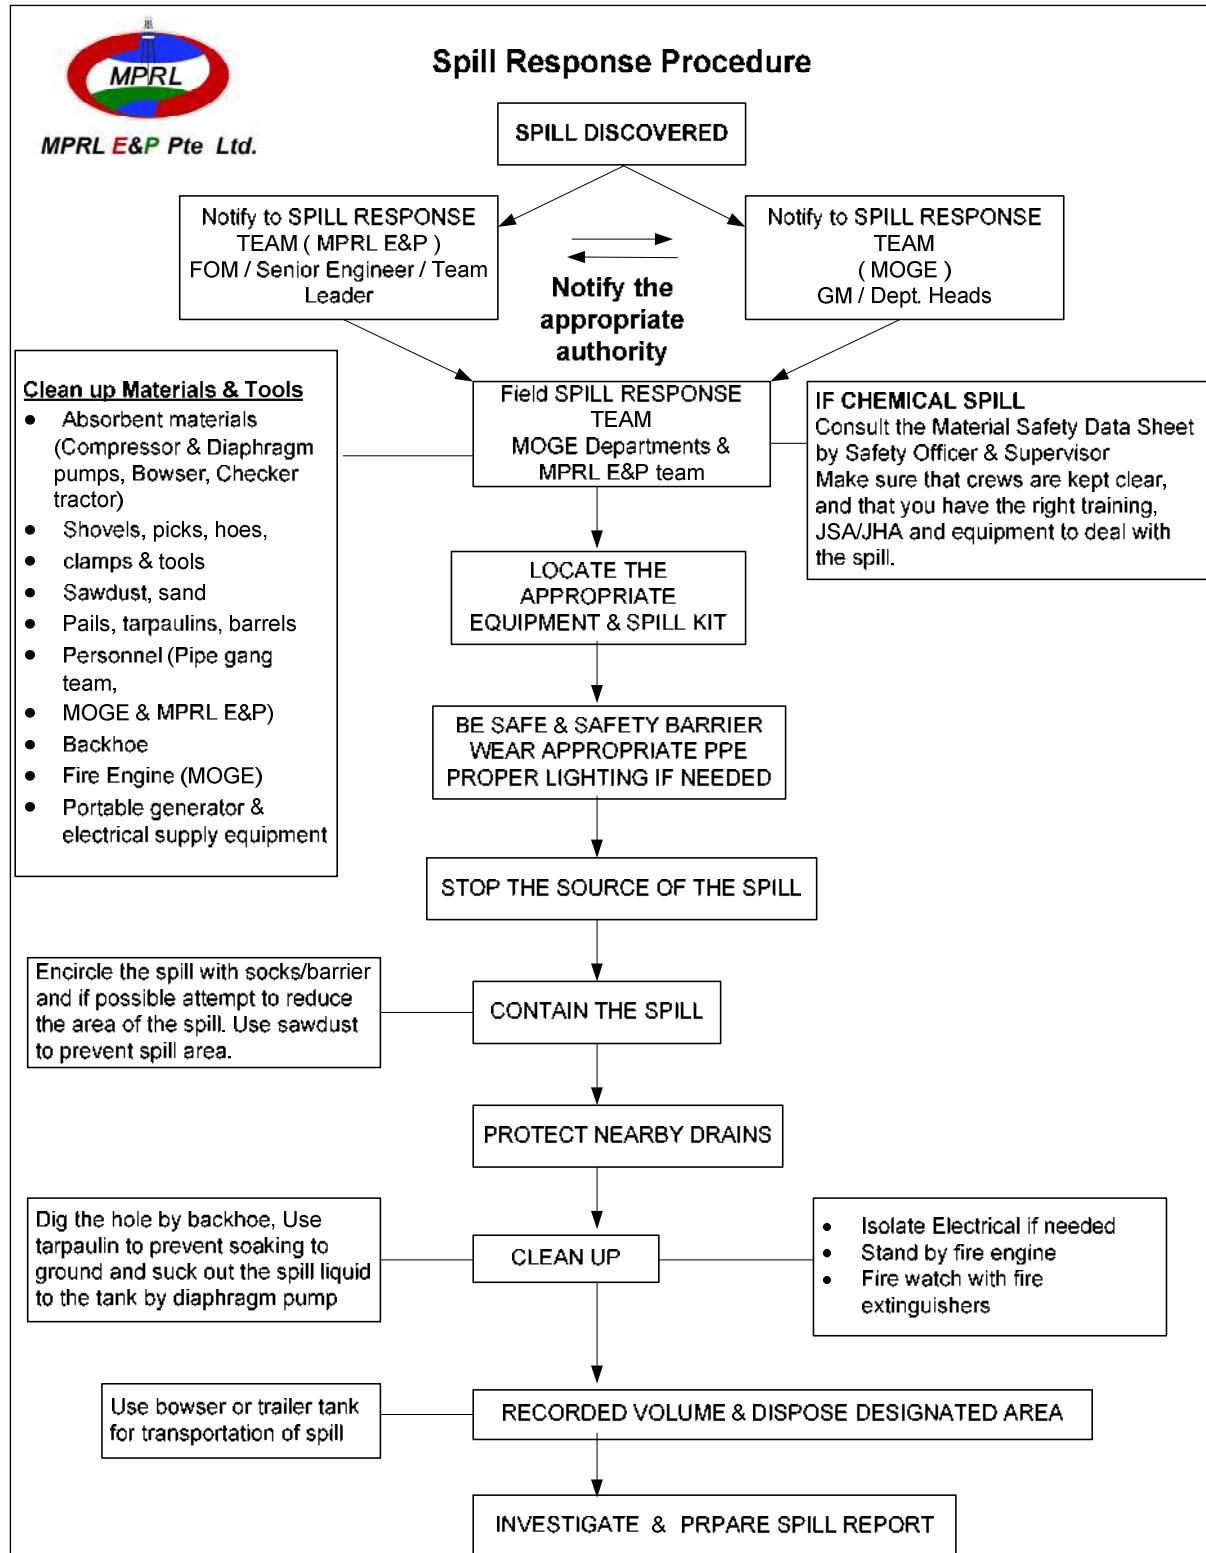 MPRL
MPRL E&P Pte Ltd.
Spill Response Procedure
SPILL DISCOVERED
Notify to SPILL RESPONSE
TEAM ( MPRL E&P )
FOM / Senior Engineer / Team
Leader
Notify the
appropriate
authority
Notify to SPILL RESPONSE
TEAM
( MOGE )
GM / Dept. Heads
Clean up Materials & Tools
● Absorbent materials
(Compressor & Diaphragm
pumps, Bowser, Checker
tractor)
● Shovels, picks, hoes,
● clamps & tools
● Sawdust, sand
● Pails, tarpaulins, barrels
● Personnel (Pipe gang
team,
● MOGE & MPRL E&P)
● Backhoe
● Fire Engine (MOGE)
● Portable generator &
electrical supply equipment
Field SPILL RESPONSE
TEAM
MOGE Departments &
MPRL E&P team
IF CHEMICAL SPILL
Consult the Material Safety Data Sheet
by Safety Officer & Supervisor
Make sure that crews are kept clear,
and that you have the right training,
JSA/JHA and equipment to deal with
the spill.
LOCATE THE
APPROPRIATE
EQUIPMENT & SPILL KIT
BE SAFE & SAFETY BARRIER
WEAR APPROPRIATE PPE
PROPER LIGHTING IF NEEDED
STOP THE SOURCE OF THE SPILL
Encircle the spill with socks/barrier
and if possible attempt to reduce
the area of the spill. Use sawdust
to prevent spill area.
CONTAIN THE SPILL
PROTECT NEARBY DRAINS
Dig the hole by backhoe, Use
tarpaulin to prevent soaking to
ground and suck out the spill liquid
to the tank by diaphragm pump
CLEAN UP
● Isolate Electrical if needed
● Stand by fire engine
● Fire watch with fire
extinguishers
Use bowser or trailer tank
for transportation of spill
RECORDED VOLUME & DISPOSE DESIGNATED AREA
INVESTIGATE & PRPARE SPILL REPORT